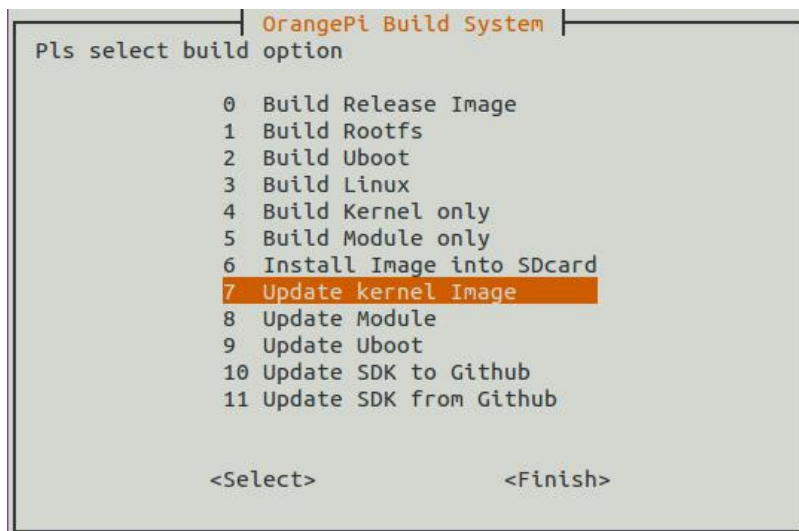 OrangePi Build System
Pls select build option
0 Build Release Image
1 Build Rootfs
2 Build Uboot
3 Build Linux
4 Build Kernel only
5 Build Module only
6 Install Image into SDcard
7 Update kernel Image
8 Update Module
9 Update Uboot
10 Update SDK to Github
11 Update SDK from Github
<Select> <Finish>